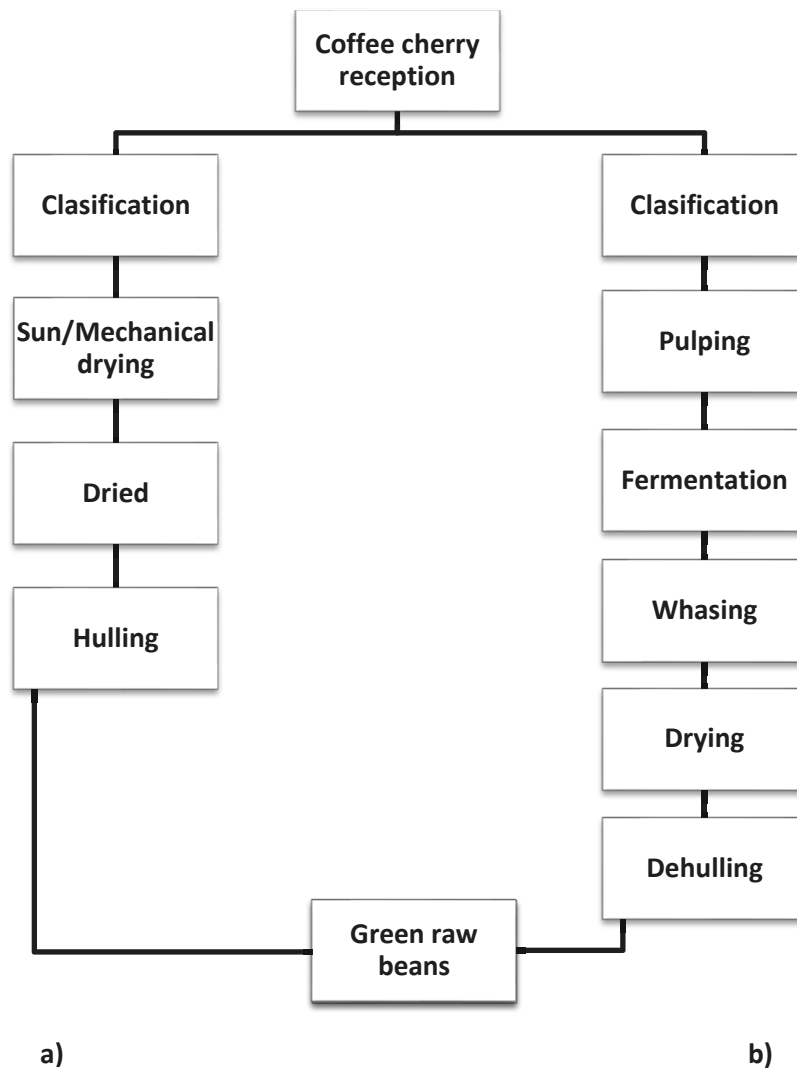 Coffee cherry
reception
Clasification
Sun/Mechanical
drying
Dried
Hulling
Clasification
Pulping
Fermentation
Whasing
Drying
Dehulling
Green raw
beans
a)
b)